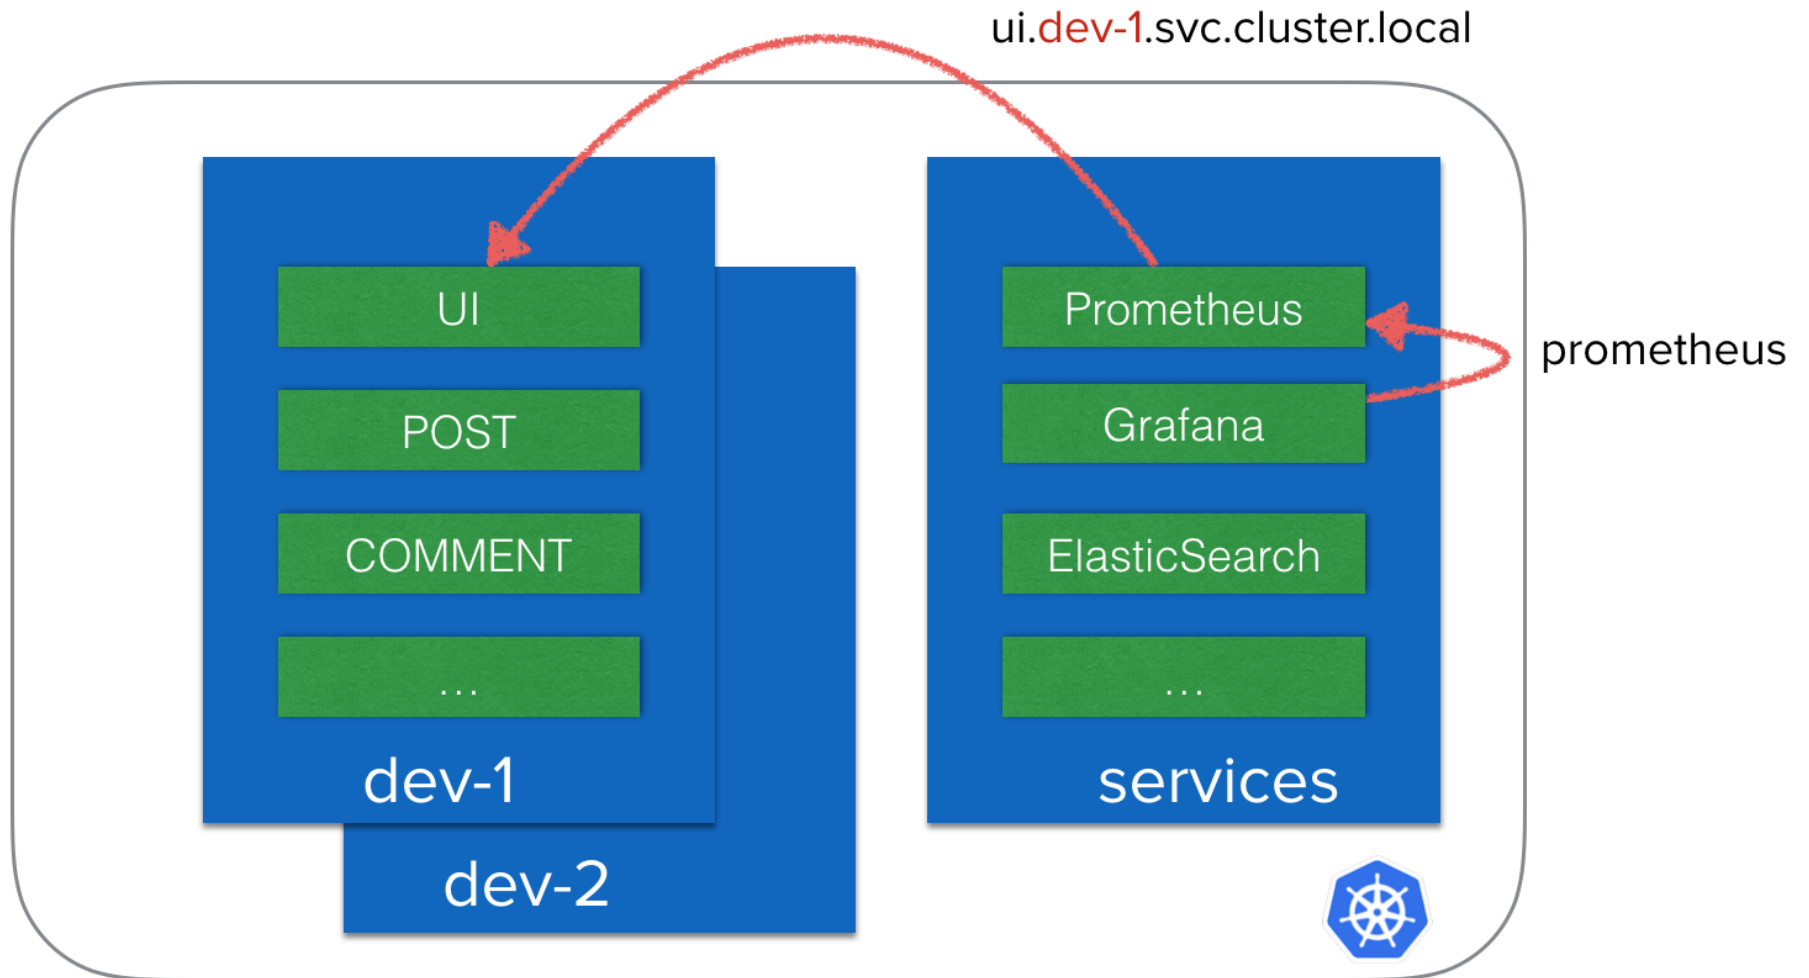 ui.dev-1.svc.cluster.local
UI
POST
COMMENT
...
dev-1
dev-2
Prometheus
Grafana
ElasticSearch
...
services
prometheus